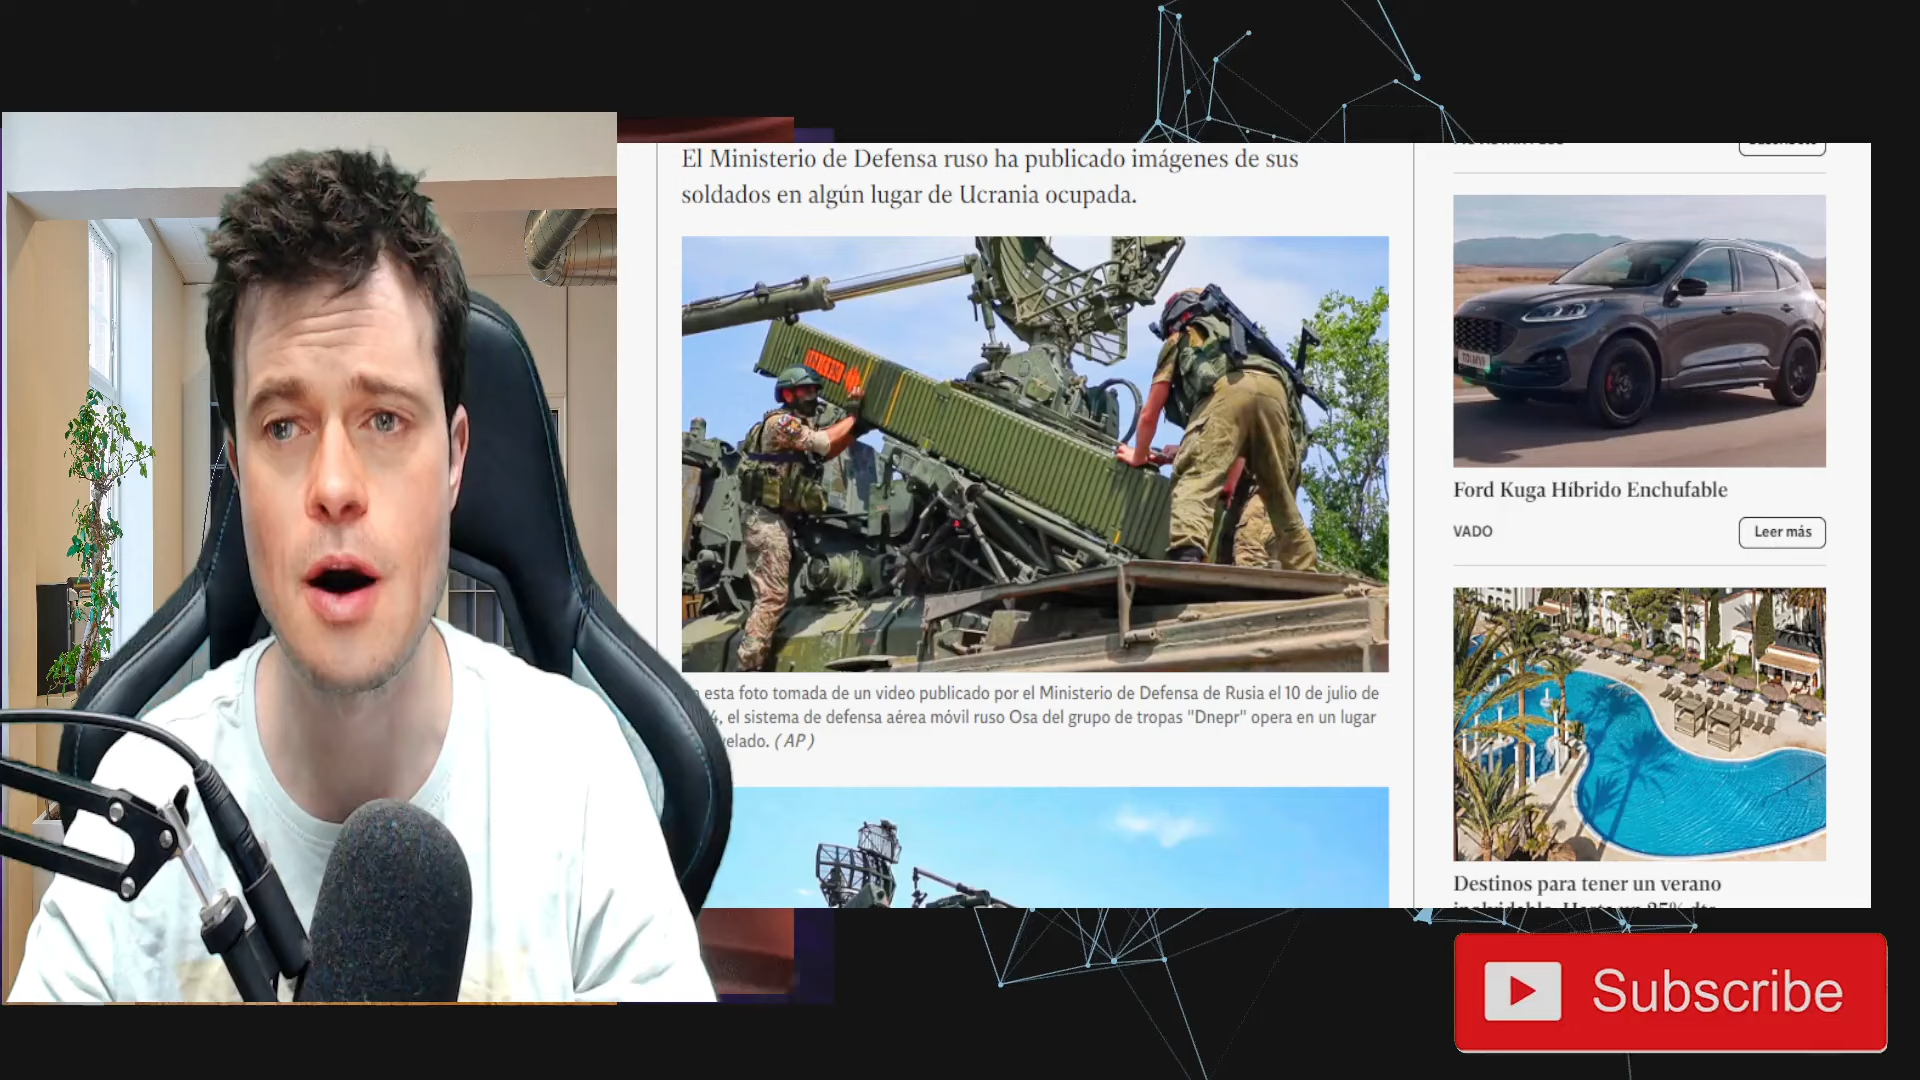 El Ministerio de Defensa ruso ha publicado imágenes de sus
soldados en algún lugar de Ucrania ocupada.
esta foto tomada de un video publicado por el Ministerio de Defensa de Rusia el 10 de julio de
4, el sistema de defensa aérea móvil ruso Osa del grupo de tropas "Dnepr" opera en un lugar
velado. (AP)
Ford Kuga Híbrido Enchufable
VADO
Leer más
Destinos para tener un verano
Subscribe